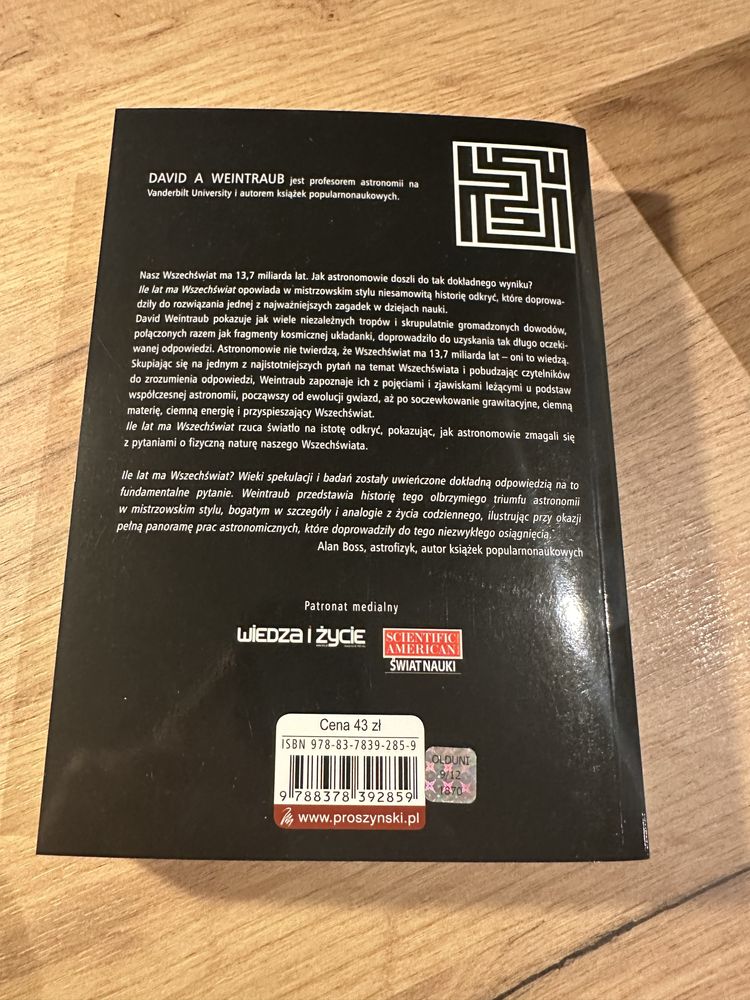 DAVID A WEINTRAUB jest profesorem astronomii na
Vanderbilt University i autorem książek popularnonaukowych.
Nasz Wszechświat ma 13,7 miliarda lat. Jak astronomowie doszli do tak dokładnego wyniku?
Ile lat ma Wszechświat opowiada w mistrzowskim stylu niesamowitą historię odkryć, które doprowa-
dziły do rozwiązania jednej z najważniejszych zagadek w dziejach nauki.
David Weintraub pokazuje jak wiele niezależnych tropów i skrupulatnie gromadzonych dowodów,
połączonych razem jak fragmenty kosmicznej układanki, doprowadziło do uzyskania tak długo oczeki-
wanej odpowiedzi. Astronomowie nie twierdzą, że Wszechświat ma 13,7 miliarda lat – oni to wiedzą.
Skupiając się na jednym z najistotniejszych pytań na temat Wszechświata i pobudzając czytelników
do zrozumienia odpowiedzi, Weintraub zapoznaje ich z pojęciami i zjawiskami leżącymi u podstaw
współczesnej astronomii, począwszy od ewolucji gwiazd, aż po soczewkowanie grawitacyjne, ciemną
materię, ciemną energię i przyspieszający Wszechświat.
Ile lat ma Wszechświat rzuca światło na istotę odkryć, pokazując, jak astronomowie zmagali się
z pytaniami o fizyczną naturę naszego Wszechświata.
Ile lat ma Wszechświat? Wieki spekulacji i badań zostały uwieńczone dokładną odpowiedzią na to
fundamentalne pytanie. Weintraub przedstawia historię tego olbrzymiego triumfu astronomii
w mistrzowskim stylu, bogatym w szczegóły i analogie z życia codziennego, ilustrując przy okazji
pełną panoramę prac astronomicznych, które doprowadziły do tego niezwykłego osiągnięcia.
Alan Boss, astrofizyk, autor książek popularnonaukowych
Patronat medialny
WIEDZA I ŻYCIE
SCIENTIFIC
AMERICAN
ŚWIAT NAUKI
Cena 43 zł
ISBN 978-83-7839-285-9
9 788378 392859
www.proszynski.pl
OLDUNI
9/12
1870